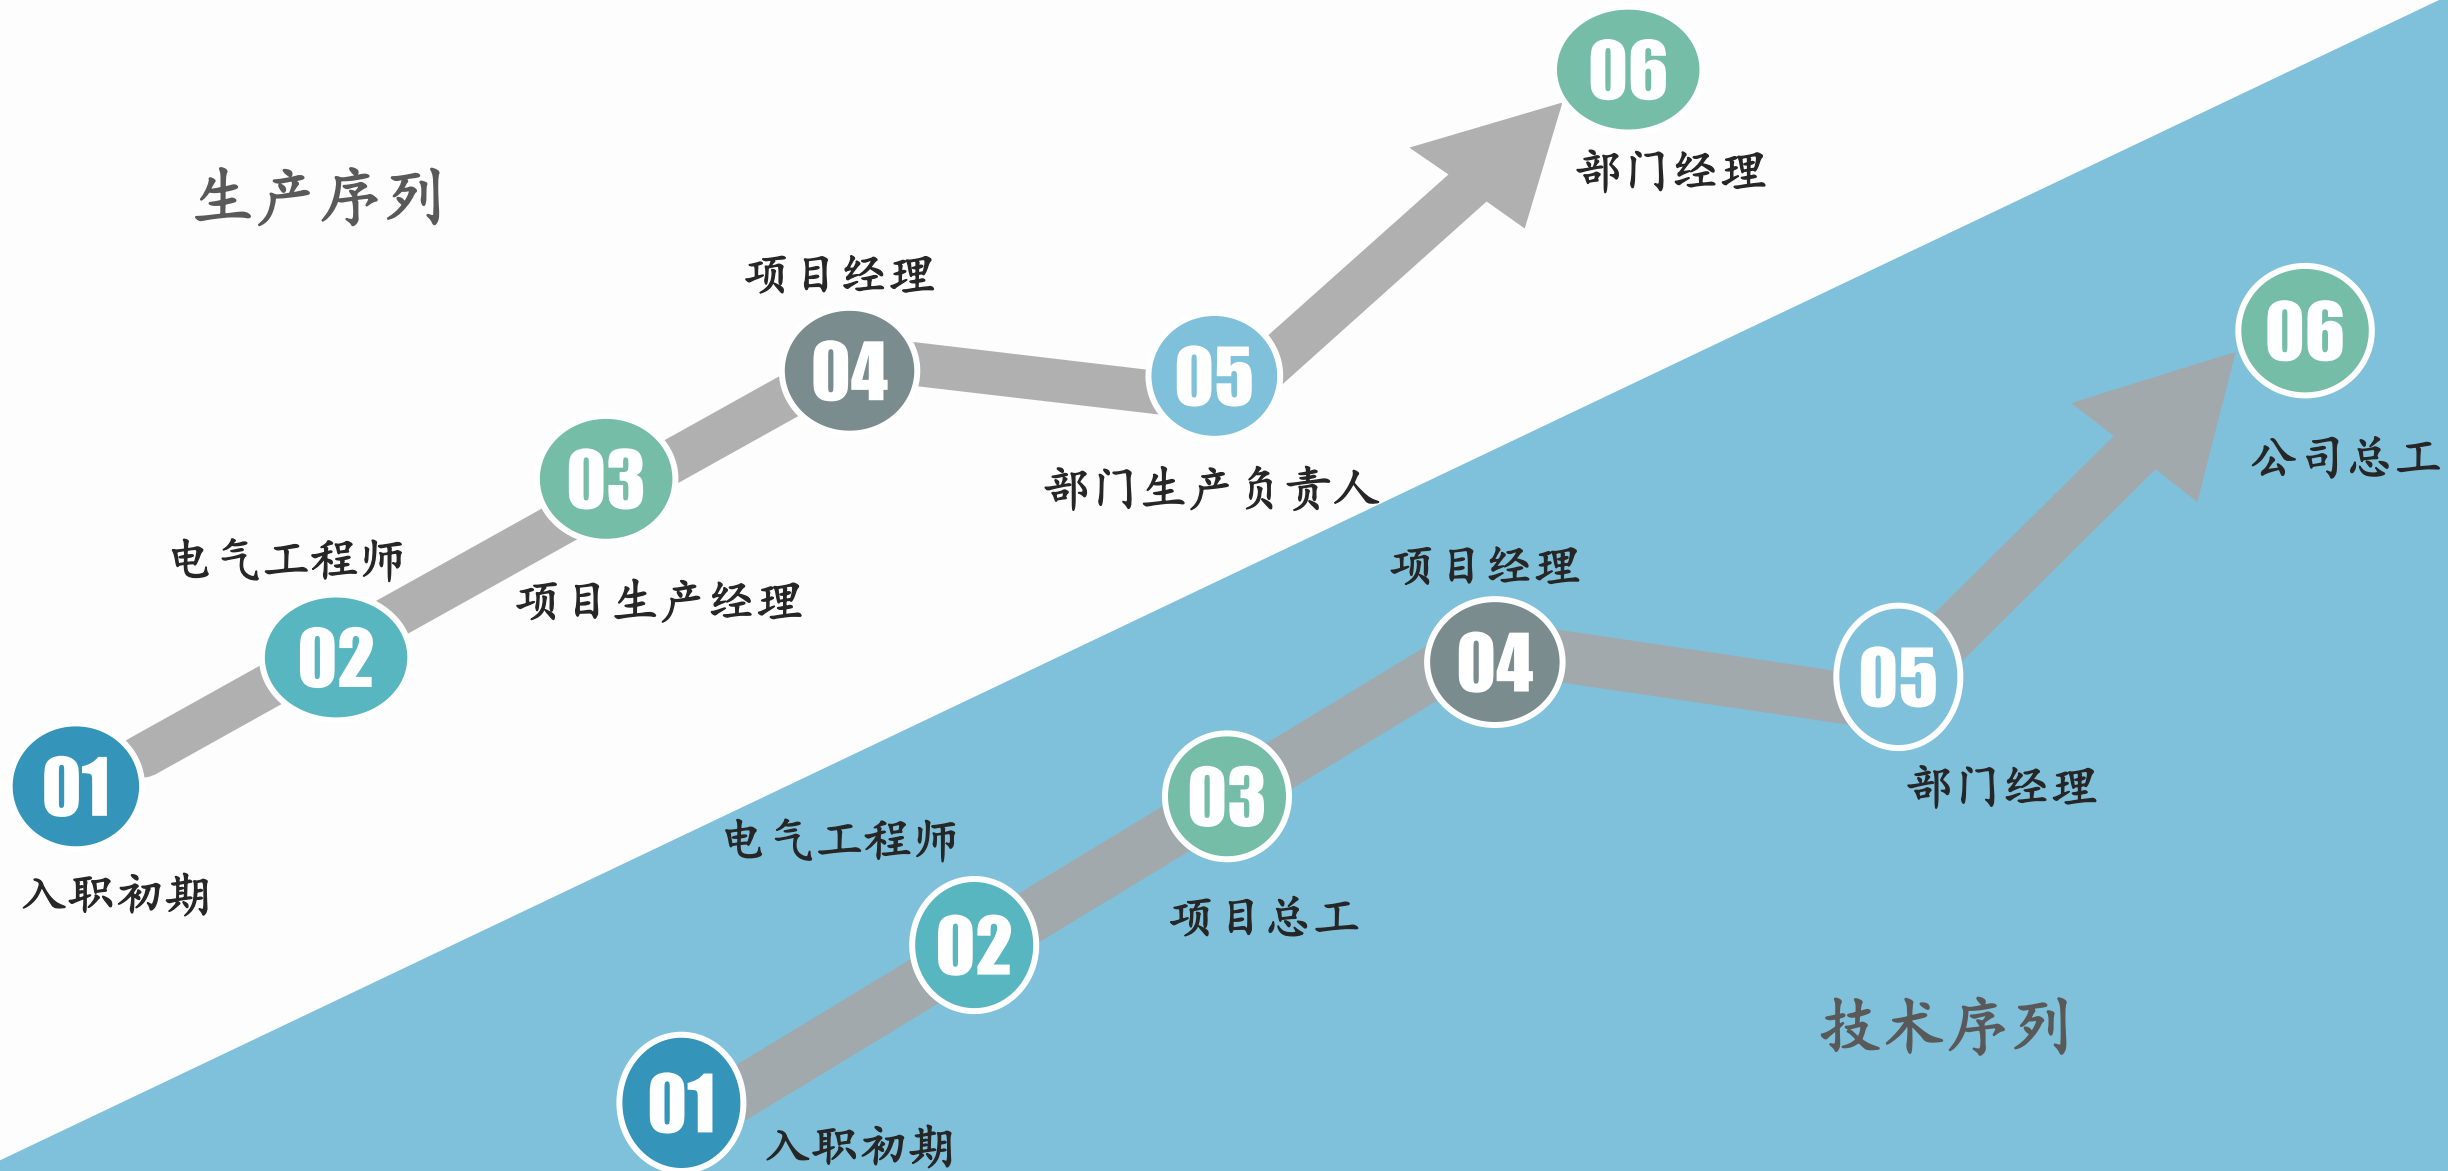 生产序列
01
入职初期
02
电气工程师
03
项目生产经理
04
项目经理
05
部门生产负责人
06
部门经理
技术序列
01
入职初期
02
电气工程师
03
项目总工
04
项目经理
05
部门经理
06
公司总工